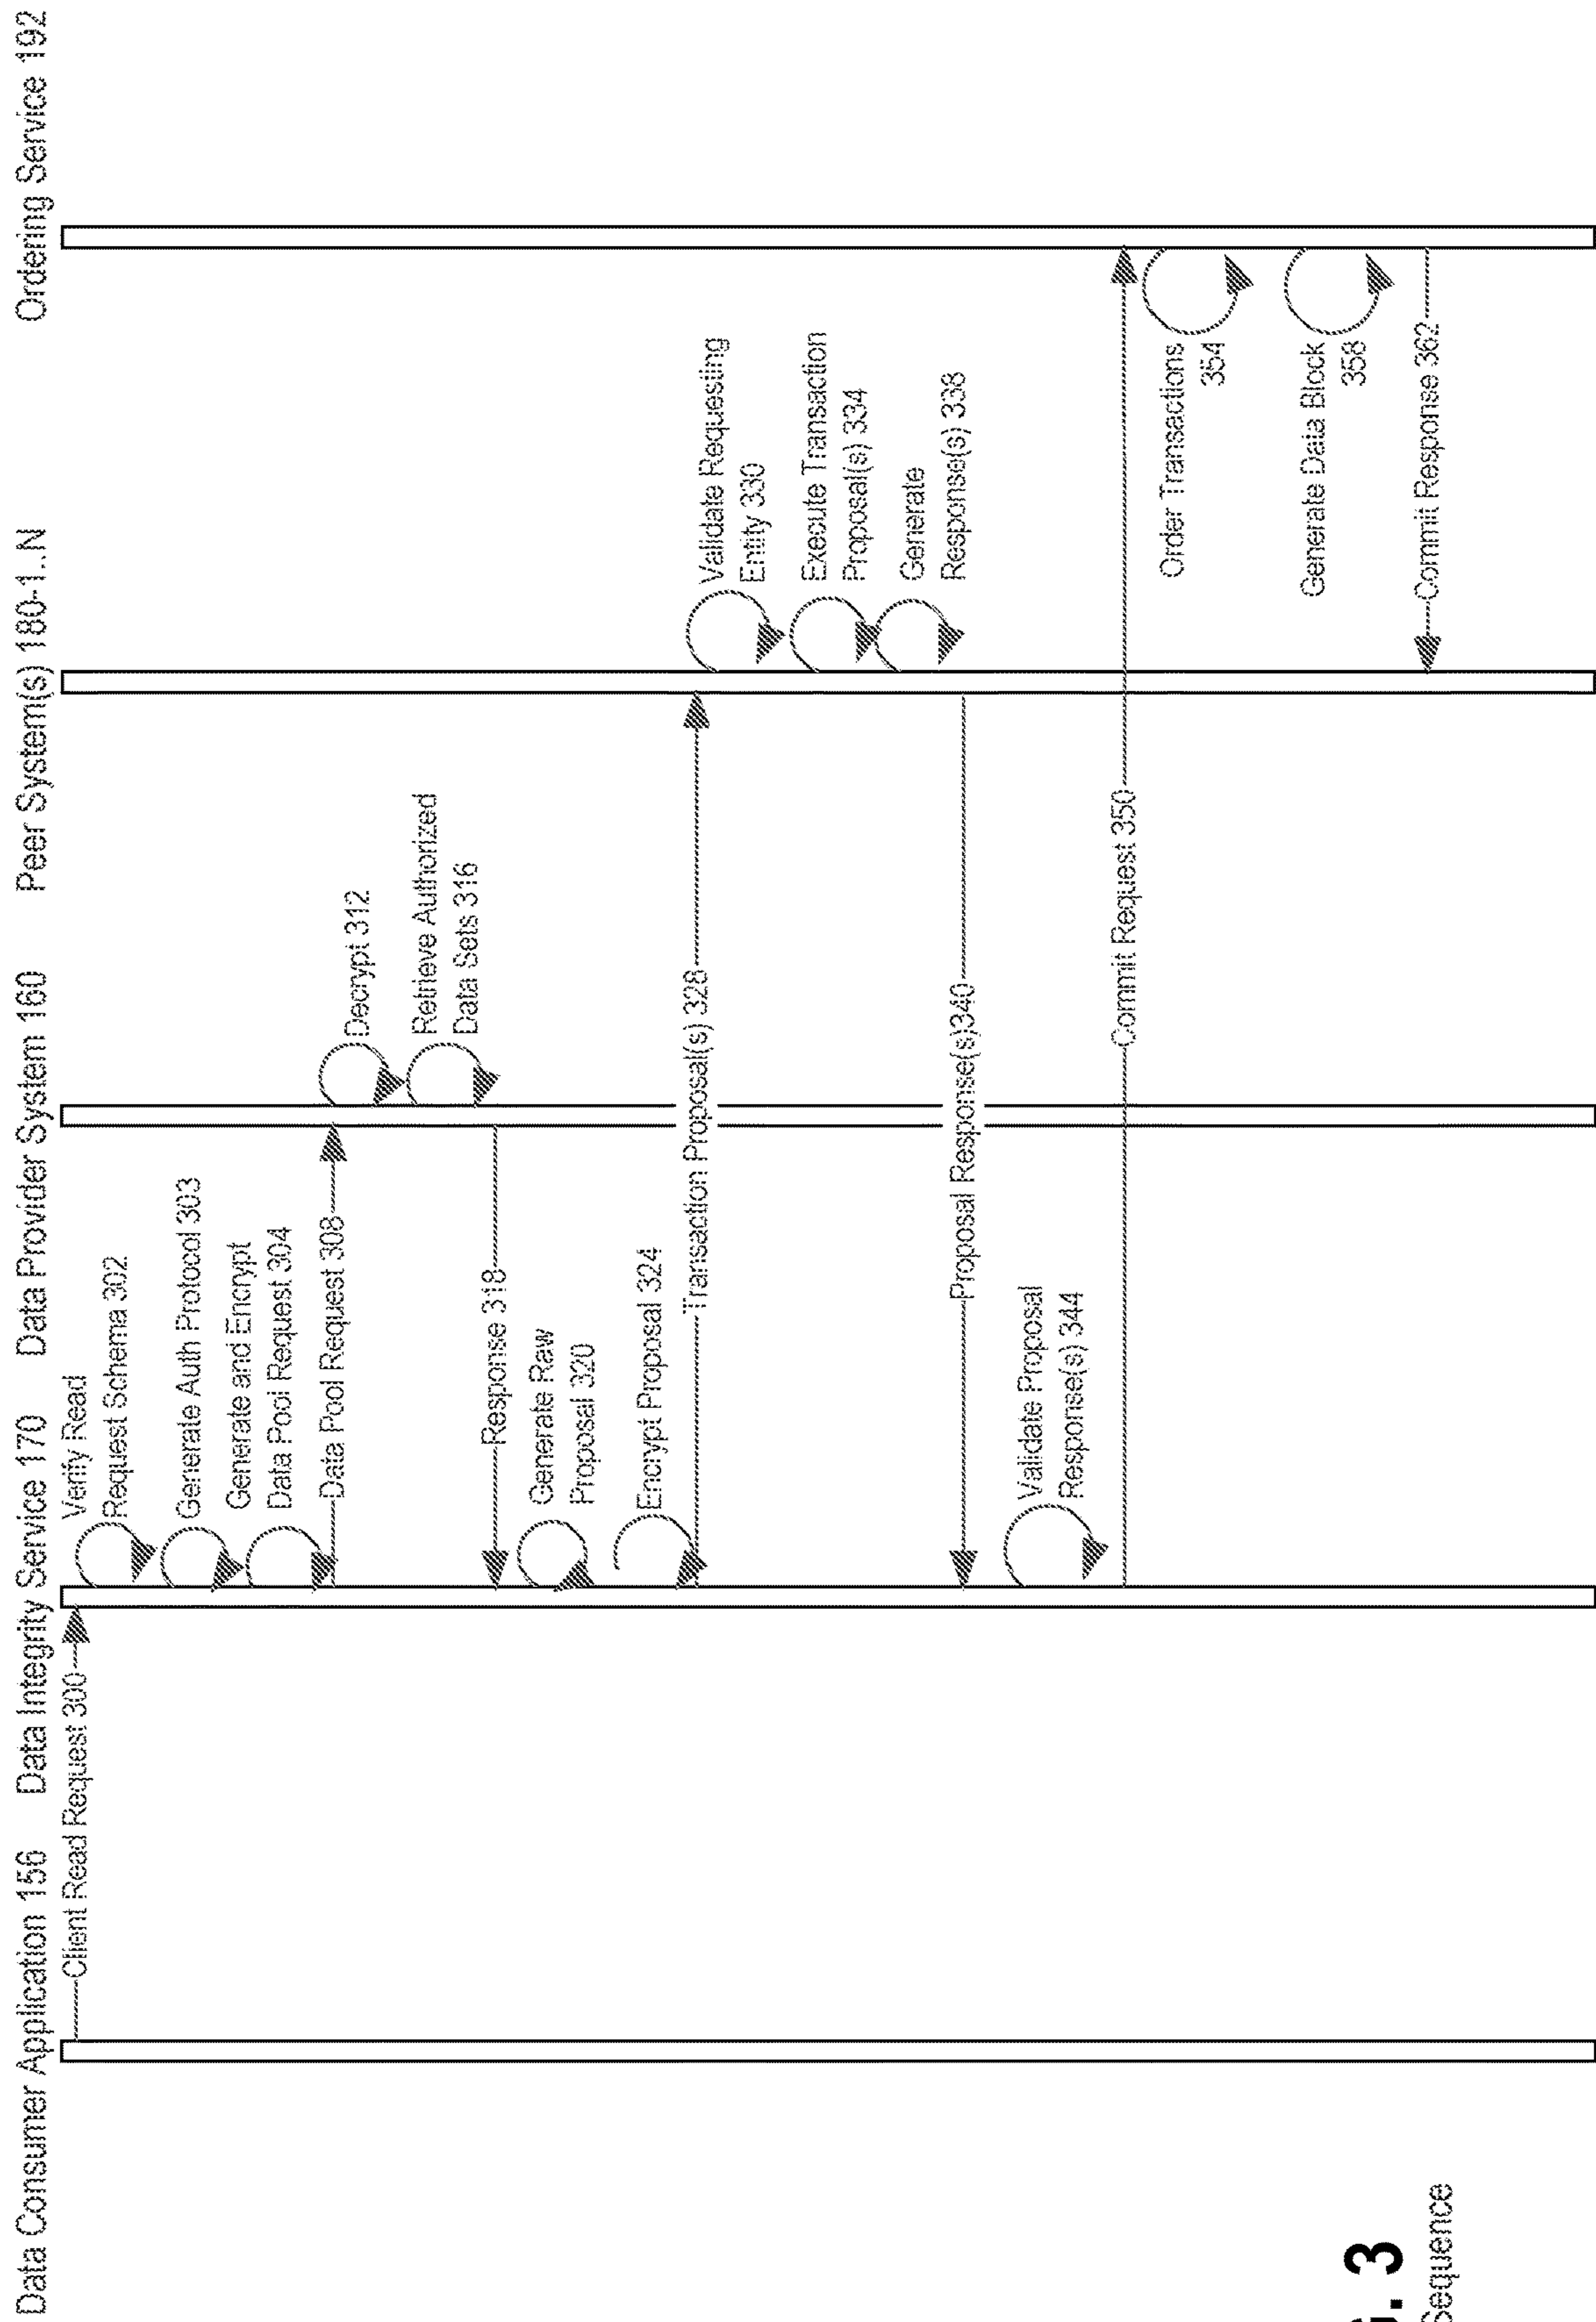 Data Consumer Application 156
Data Integrity Service 170
Data Provider System 160
Peer System(s) 180-1..N
Ordering Service 192
Client Read Request 300
Verify Read
Request Schema 302
Generate Auth Protocol 303
Generate and Encrypt
Data Pool Request 304
Data Pool Request 308
Decrypt 312
Retrieve Authorized
Data Sets 316
Response 318
Generate Raw
Proposal 320
Encrypt Proposal 324
Transaction Proposal(s) 328
Validate Requesting
Entity 330
Execute Transaction
Proposal(s) 334
Generate
Response(s) 338
Proposal Response(s)340
Validate Proposal
Response(s) 344
Commit Request 350
Order Transactions
354
Generate Data Block
358
Commit Response 362
3
Sequence